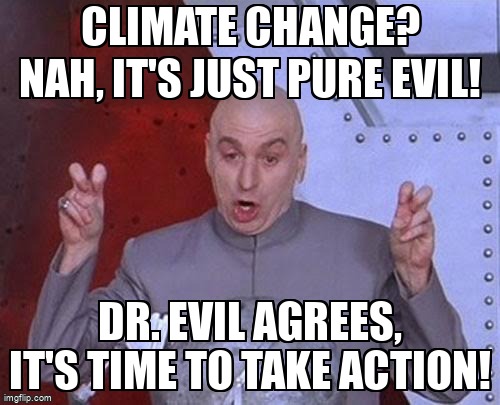 CLIMATE CHANGE?
NAH, IT'S JUST PURE EVIL!
DR. EVIL AGREES,
IT'S TIME TO TAKE ACTION!
imgflip.com